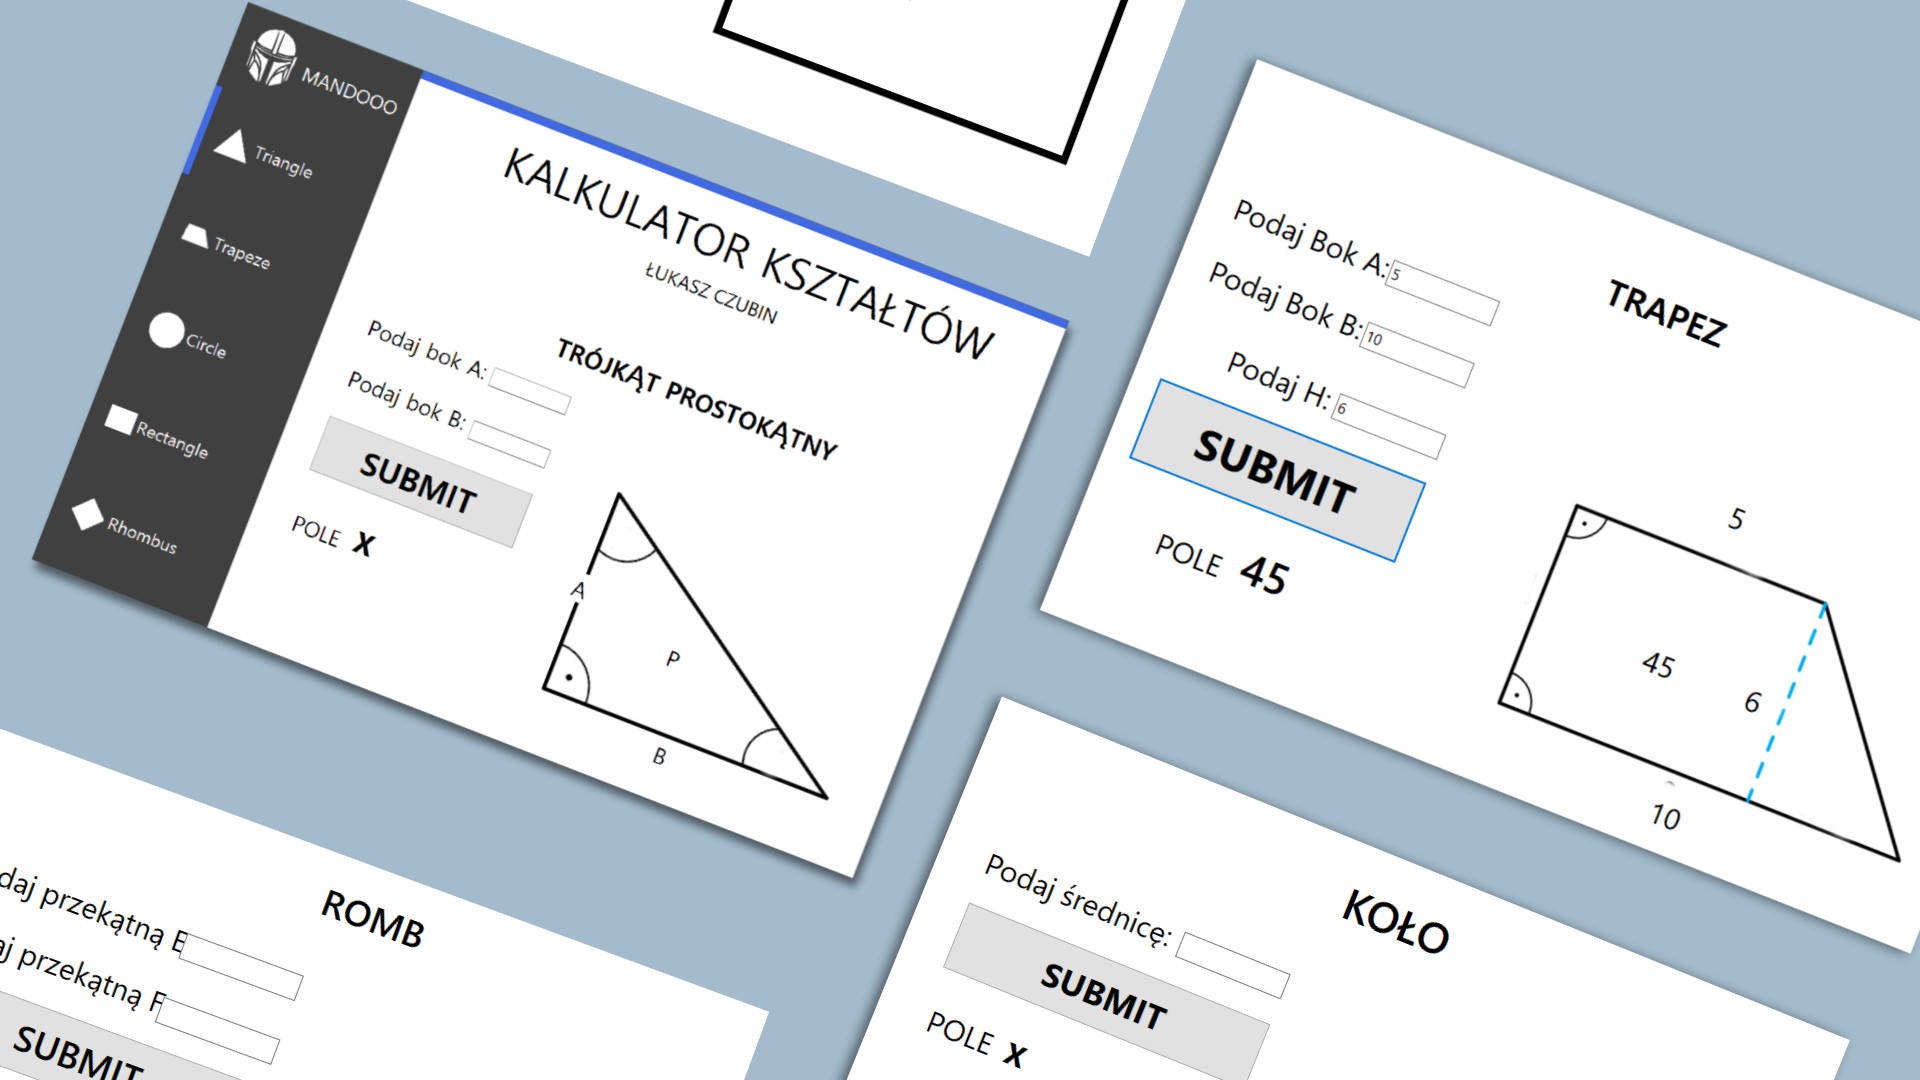 MANDOOO
Triangle
Trapeze
Circle
Rectangle
Rhombus
KALKULATOR KSZTAŁTÓW
ŁUKASZ CZUBIN
TRÓJKĄT PROSTOKĄTNY
Podaj bok A:
Podaj bok B:
SUBMIT
POLE X
A
P
B
TRAPEZ
Podaj Bok A: 5
Podaj Bok B: 10
Podaj H: 6
SUBMIT
POLE 45
5
45
6
10
ROMB
daj przekątną E
aj przekątną F
SUBMIT
KOŁO
Podaj średnicę:
SUBMIT
POLE X